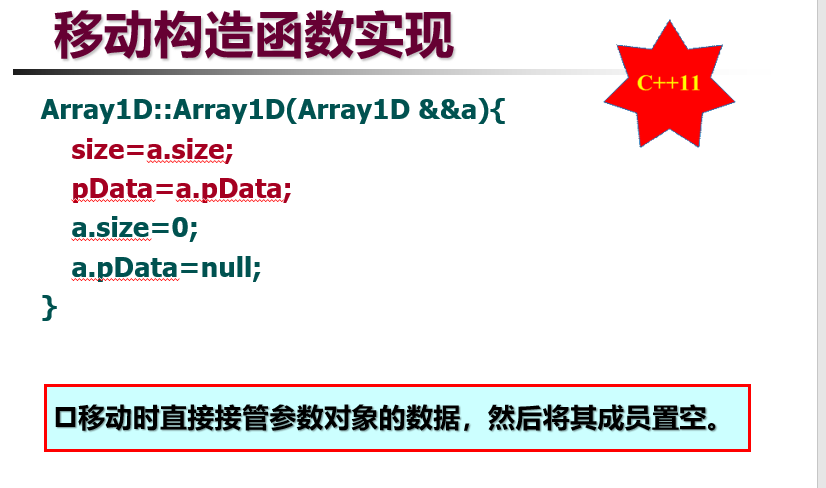 移动构造函数实现
C++11
Array1D::Array1D(Array1D &&a){
size=a.size;
pData=a.pData;
a.size=0;
a.pData=null;
}
移动时直接接管参数对象的数据，然后将其成员置空。